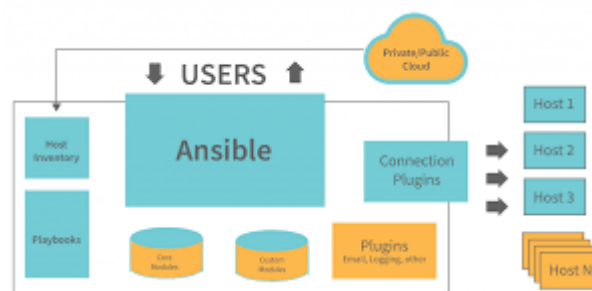 Private/Public
Cloud
USERS
Host
Inventory
Ansible
Connection
Plugins
Host 1
Host 2
Host 3
Playbooks
Core
Modules
Custom
Modules
Plugins
Email, Logging, other
Host N